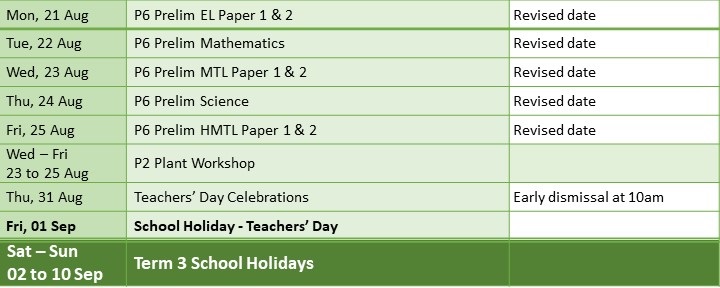 Mon, 21 Aug P6 Prelim EL Paper 1 & 2 Revised date
Tue, 22 Aug P6 Prelim Mathematics Revised date
Wed, 23 Aug P6 Prelim MTL Paper 1 & 2 Revised date
Thu, 24 Aug P6 Prelim Science Revised date
Fri, 25 Aug P6 Prelim HMTL Paper 1 & 2 Revised date
Wed – Fri
23 to 25 Aug P2 Plant Workshop
Thu, 31 Aug Teachers’ Day Celebrations Early dismissal at 10am
Fri, 01 Sep School Holiday - Teachers’ Day
Sat – Sun
02 to 10 Sep Term 3 School Holidays